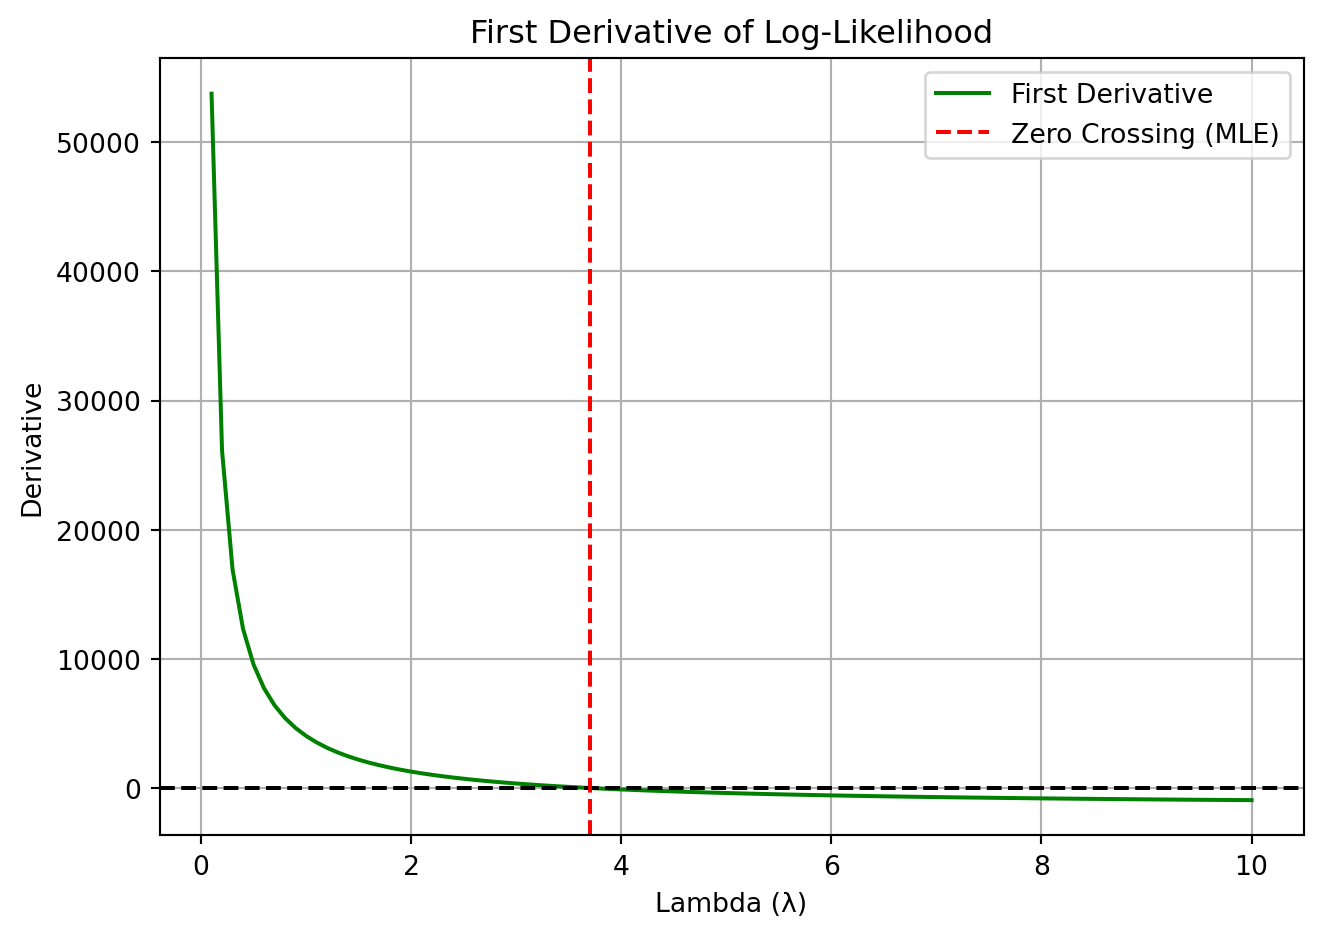 First Derivative of Log-Likelihood
First Derivative
Zero Crossing (MLE)
Derivative
50000
40000
30000
20000
10000
0
0 2 4 6 8 10
Lambda (λ)